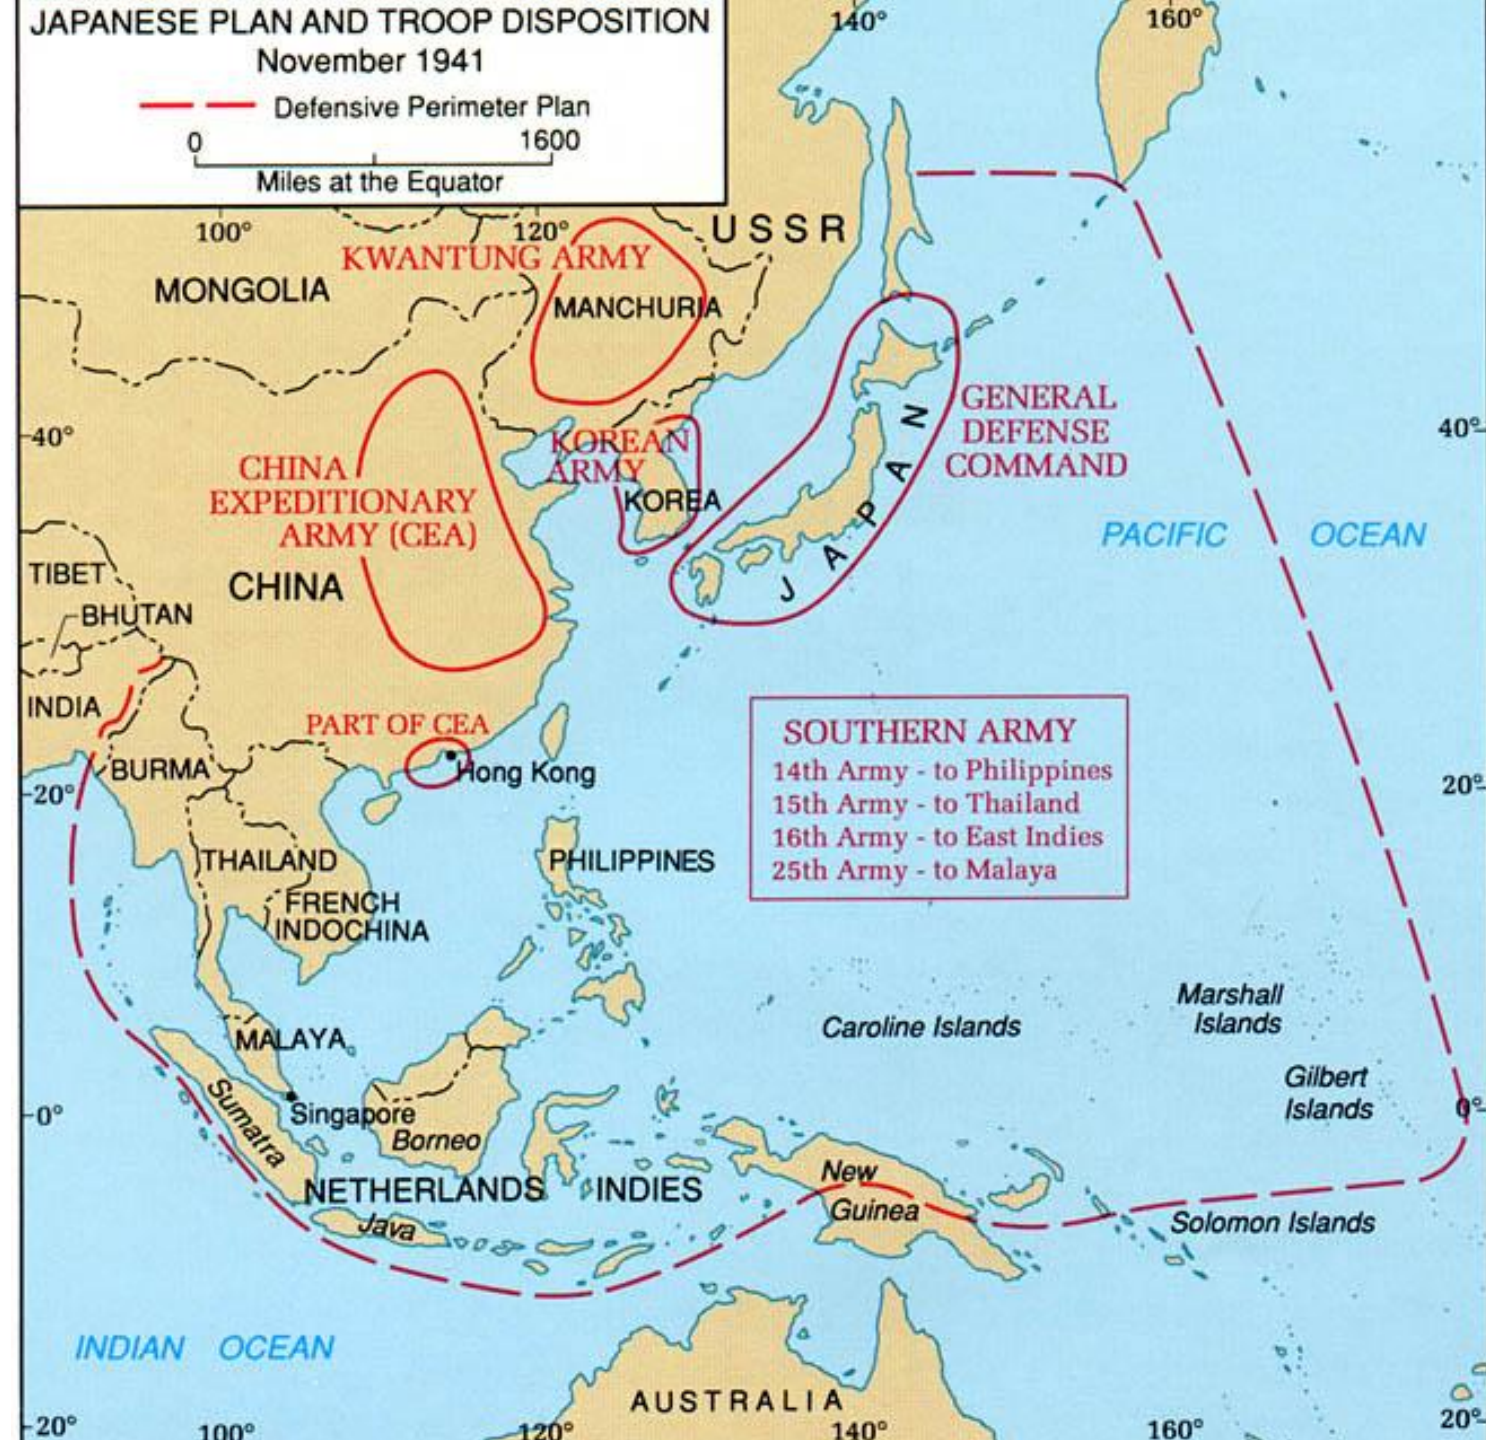 JAPANESE PLAN AND TROOP DISPOSITION
November 1941
Defensive Perimeter Plan
0 1600
Miles at the Equator
140° 160°
100° 120°
USSR
KWANTUNG ARMY
MONGOLIA
MANCHURIA
40°
40°
GENERAL
DEFENSE
COMMAND
JAPAN
KOREAN
ARMY
KOREA
CHINA
EXPEDITIONARY
ARMY (CEA)
PACIFIC OCEAN
TIBET
CHINA
BHUTAN
INDIA
PART OF CEA
BURMA
Hong Kong
SOUTHERN ARMY
14th Army - to Philippines
15th Army - to Thailand
16th Army - to East Indies
25th Army - to Malaya
20°
20°
THAILAND
PHILIPPINES
FRENCH
INDOCHINA
Marshall
Islands
Caroline Islands
MALAYA
Gilbert
Islands
0°
0°
Singapore
Sumatra
Borneo
NETHERLANDS INDIES
New
Guinea
Java
Solomon Islands
INDIAN OCEAN
AUSTRALIA
20°
20°
100° 120° 140° 160°